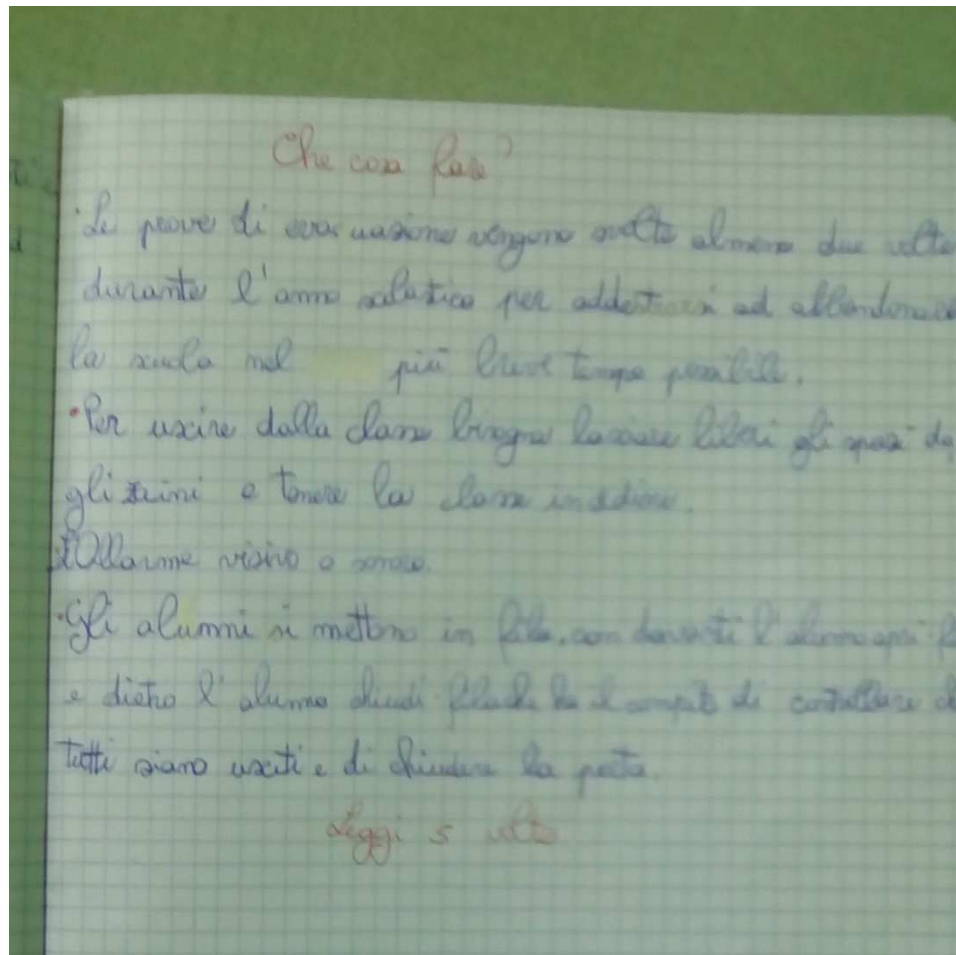 Che cosa fare?
• Le prove di evacuazione vengono svolte almeno due volte
durante l'anno scolastico per addestrarsi ad abbandonare
la scuola nel più breve tempo possibile.
• Per uscire dalla classe bisogna lasciare liberi gli spazi da
gli zaini e tenere la classe in ordine.
Allarme visivo o sonoro.
• Gli alunni si mettono in fila, con davanti l'alunno apri
e dietro l'alunno chiudi fila che ha il compito di controllare
tutti siano usciti e di chiudere la porta.
Leggi 5 volte